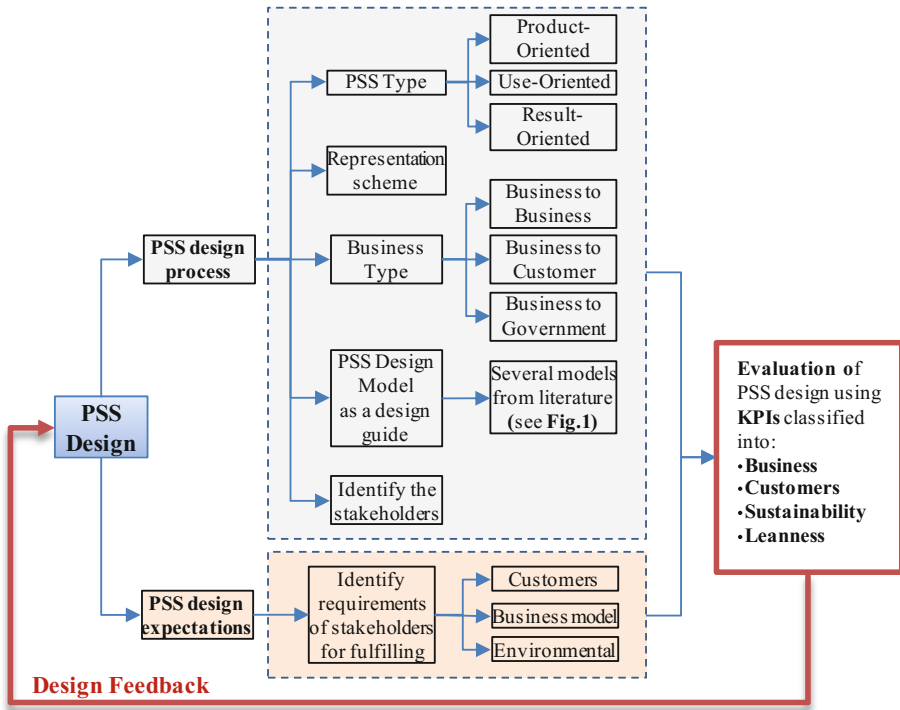 PSS
Design
PSS design
process
PSS Type
Product-
Oriented
Use-Oriented
Result-
Oriented
Representation
scheme
Business
Type
Business to
Business
Business to
Customer
Business to
Government
PSS Design
Model
as a design
guide
Several models
from literature
(see Fig.1)
Identify the
stakeholders
PSS design
expectations
Identify
requirements
of stakeholders
for fulfilling
Customers
Business model
Environmental
Evaluation of
PSS design using
KPIs classified
into:
•Business
•Customers
•Sustainability
•Leanness
Design Feedback